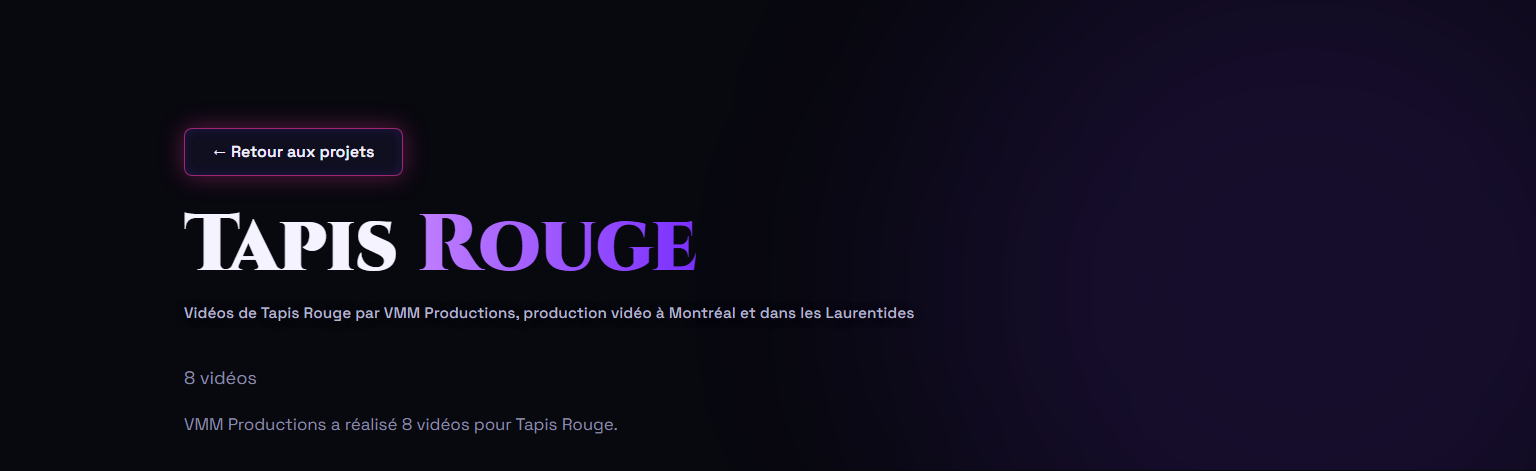 ← Retour aux projets
Tapis Rouge
Vidéos de Tapis Rouge par VMM Productions, production vidéo à Montréal et dans les Laurentides
8 vidéos
VMM Productions a réalisé 8 vidéos pour Tapis Rouge.